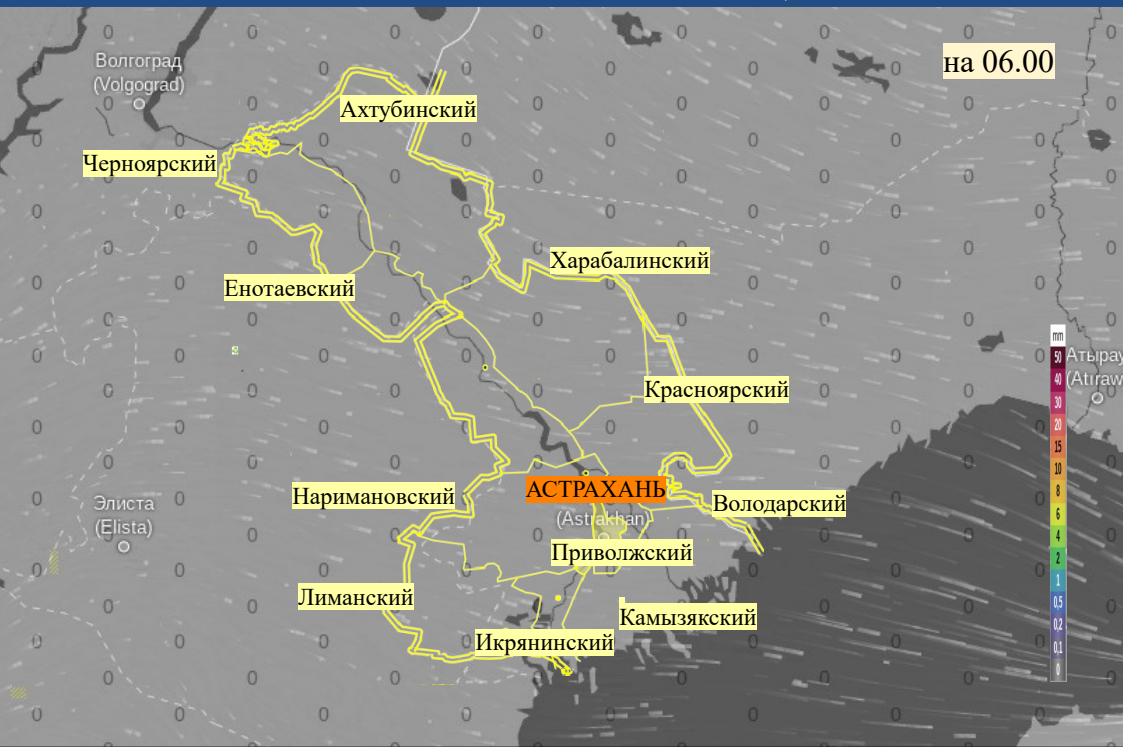 на 06.00
Волгоград
(Volgograd)
Ахтубинский
Черноярский
Харабалинский
Енотаевский
mm
50
40
30
20
15
10
8
6
4
2
1
0,5
0,2
0,1
0
Атырау
(Atıraw
Красноярский
АСТРАХАНЬ
(Astrakhan)
Наримановский
Володарский
Элиста
(Elista)
Приволжский
Лиманский
Камызякский
Икрянинский